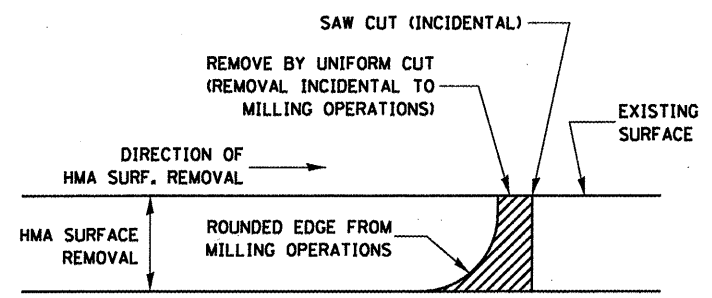 SAW CUT (INCIDENTAL)
REMOVE BY UNIFORM CUT
(REMOVAL INCIDENTAL TO
MILLING OPERATIONS)
EXISTING
SURFACE
DIRECTION OF
HMA SURF. REMOVAL
HMA SURFACE
REMOVAL
ROUNDED EDGE FROM
MILLING OPERATIONS